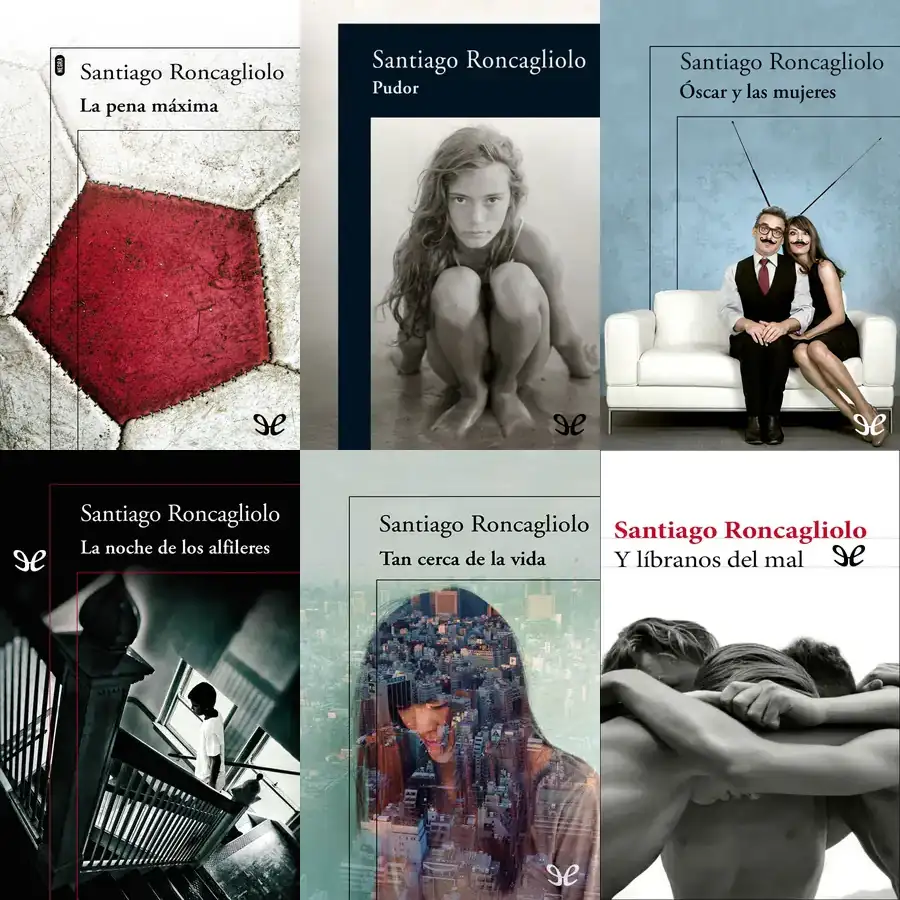 NEGRA
Santiago Roncagliolo
La pena máxima
Santiago Roncagliolo
Pudor
Santiago Roncagliolo
Óscar y las mujeres
Santiago Roncagliolo
La noche de los alfileres
Santiago Roncagliolo
Tan cerca de la vida
Santiago Roncagliolo
Y líbranos del mal